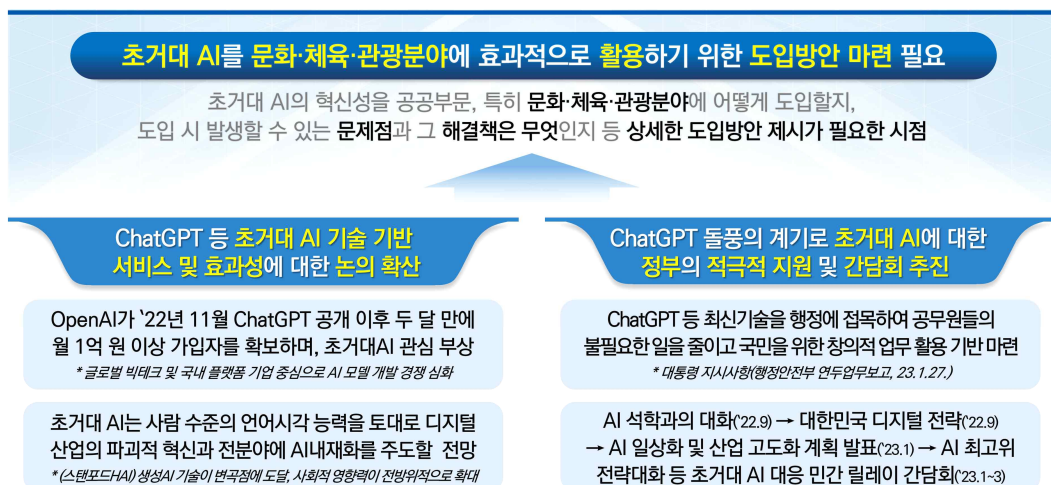 초거대 AI를 문화·체육·관광분야에 효과적으로 활용하기 위한 도입방안 마련 필요
초거대 AI의 혁신성을 공공부문, 특히 문화·체육·관광분야에 어떻게 도입할지,
도입 시 발생할 수 있는 문제점과 그 해결책은 무엇인지 등 상세한 도입방안 제시가 필요한 시점
ChatGPT 등 초거대 AI 기술 기반
서비스 및 효과성에 대한 논의 확산
OpenAI가 `22년 11월 ChatGPT 공개 이후 두 달 만에
월 1억 원 이상 가입자를 확보하며, 초거대AI 관심 부상
* 글로벌 빅테크 및 국내 플랫폼 기업 중심으로 AI 모델 개발 경쟁 심화
초거대 AI는 사람 수준의 언어시각 능력을 토대로 디지털
산업의 파괴적 혁신과 전분야에 AI내재화를 주도할 전망
* (스탠포드HAI) 생성AI 기술이 변곡점에 도달, 사회적 영향력이 전방위적으로 확대
ChatGPT 돌풍의 계기로 초거대 AI에 대한
정부의 적극적 지원 및 간담회 추진
ChatGPT 등 최신기술을 행정에 접목하여 공무원들의
불필요한 일을 줄이고 국민을 위한 창의적 업무 활용 기반 마련
* 대통령 지시사항(행정안전부 연두업무보고, 23.1.27.)
AI 석학과의 대화('22.9) → 대한민국 디지털 전략('22.9)
→ AI 일상화 및 산업 고도화 계획 발표('23.1) → AI 최고위
전략대화 등 초거대 AI 대응 민간 릴레이 간담회('23.1~3)